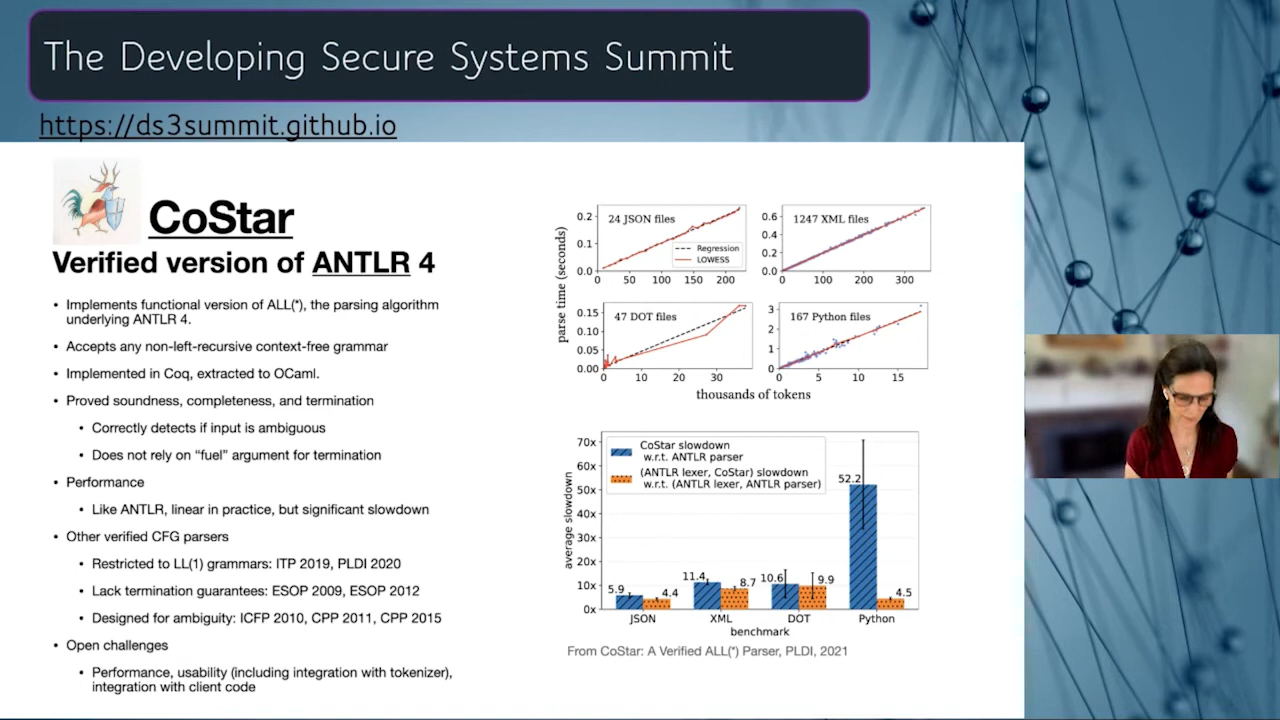 The Developing Secure Systems Summit
https://ds3summit.github.io
CoStar
Verified version of ANTLR 4
• Implements functional version of ALL(*), the parsing algorithm
underlying ANTLR 4.
• Accepts any non-left-recursive context-free grammar
• Implemented in Coq, extracted to OCaml.
• Proved soundness, completeness, and termination
• Correctly detects if input is ambiguous
• Does not rely on “fuel” argument for termination
• Performance
• Like ANTLR, linear in practice, but significant slowdown
• Other verified CFG parsers
• Restricted to LL(1) grammars: ITP 2019, PLDI 2020
• Lack termination guarantees: ESOP 2009, ESOP 2012
• Designed for ambiguity: ICFP 2010, CPP 2011, CPP 2015
• Open challenges
• Performance, usability (including integration with tokenizer),
integration with client code
parse time (seconds)
0.2
0.1
0.0
24 JSON files
Regression
LOWESS
0 50 100 150 200
0.6
0.4
0.2
0.0
1247 XML files
0 100 200 300
0.15
0.10
0.05
0.00
47 DOT files
0 10 20 30
3
2
1
0
167 Python files
0 5 10 15
thousands of tokens
average slowdown
70x
60x
50x
40x
30x
20x
10x
0x
CoStar slowdown
w.r.t. ANTLR parser
(ANTLR lexer, CoStar) slowdown
w.r.t. (ANTLR lexer, ANTLR parser)
5.9 4.4 11.4 8.7 10.6 9.9 52.2 4.5
JSON XML DOT Python
benchmark
From CoStar: A Verified ALL(*) Parser, PLDI, 2021